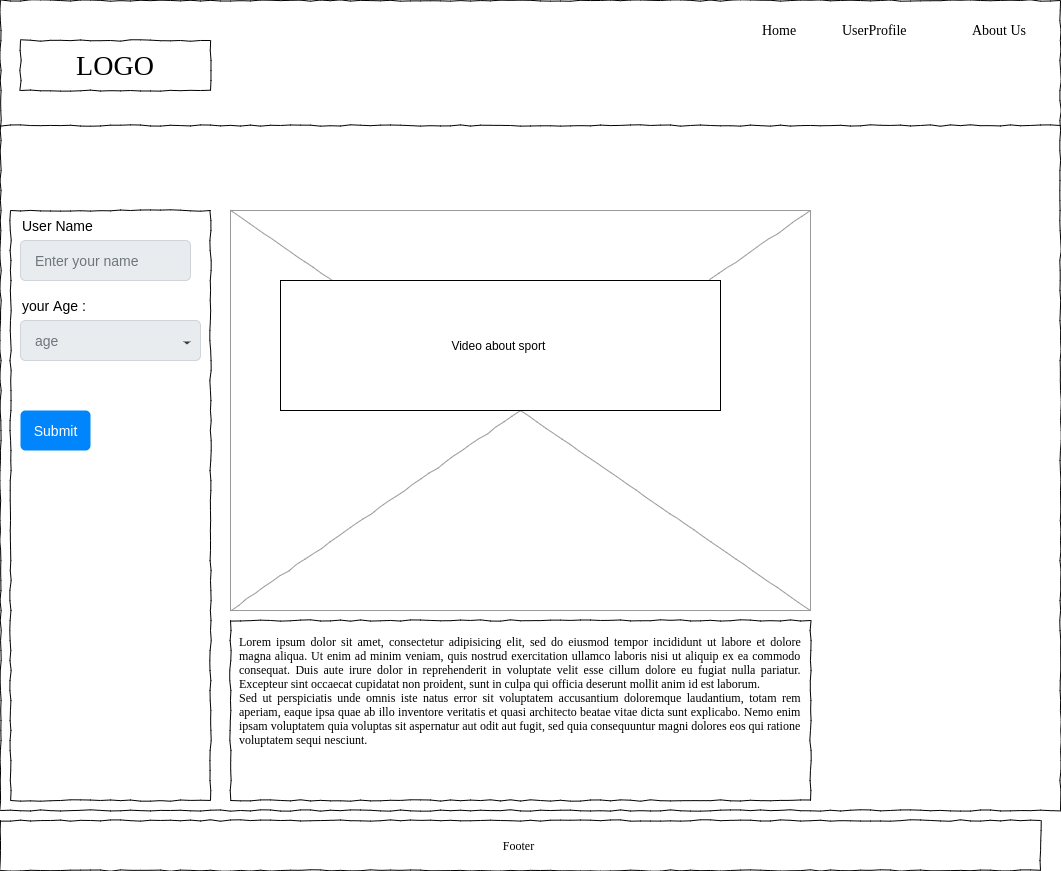 Home UserProfile About Us
LOGO
User Name
Enter your name
your Age :
age
Submit
Video about sport
Lorem ipsum dolor sit amet, consectetur adipisicing elit, sed do eiusmod tempor incididunt ut labore et dolore
magna aliqua. Ut enim ad minim veniam, quis nostrud exercitation ullamco laboris nisi ut aliquip ex ea commodo
consequat. Duis aute irure dolor in reprehenderit in voluptate velit esse cillum dolore eu fugiat nulla pariatur.
Excepteur sint occaecat cupidatat non proident, sunt in culpa qui officia deserunt mollit anim id est laborum.
Sed ut perspiciatis unde omnis iste natus error sit voluptatem accusantium doloremque laudantium, totam rem
aperiam, eaque ipsa quae ab illo inventore veritatis et quasi architecto beatae vitae dicta sunt explicabo. Nemo enim
ipsam voluptatem quia voluptas sit aspernatur aut odit aut fugit, sed quia consequuntur magni dolores eos qui ratione
voluptatem sequi nesciunt.
Footer